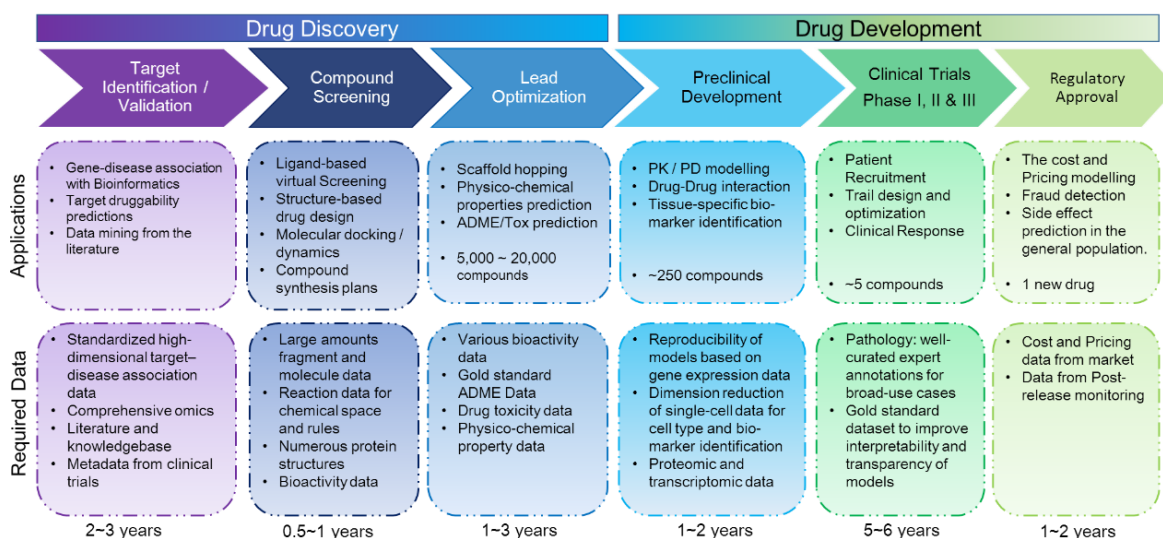 Drug Discovery
Drug Development
Target
Identification /
Validation
Compound
Screening
Lead
Optimization
Preclinical
Development
Clinical Trials
Phase I, II & III
Regulatory
Approval
Applications
• Gene-disease association
with Bioinformatics
• Target druggability
predictions
• Data mining from the
literature
• Ligand-based
virtual Screening
• Structure-based
drug design
• Molecular docking /
dynamics
• Compound
synthesis plans
• Scaffold hopping
• Physico-chemical
properties prediction
• ADME/Tox prediction
• 5,000 ~ 20,000
compounds
• PK / PD modelling
• Drug-Drug interaction
• Tissue-specific bio-
marker identification
• ~250 compounds
• Patient
Recruitment
• Trail design and
optimization
• Clinical Response
• ~5 compounds
• The cost and
Pricing modelling
• Fraud detection
• Side effect
prediction in the
general population.
• 1 new drug
Required Data
• Standardized high-
dimensional target–
disease association
data
• Comprehensive omics
• Literature and
knowledgebase
• Metadata from clinical
trials
• Large amounts
fragment and
molecule data
• Reaction data for
chemical space
and rules
• Numerous protein
structures
• Bioactivity data
• Various bioactivity
data
• Gold standard
ADME Data
• Drug toxicity data
• Physico-chemical
property data
• Reproducibility of
models based on
gene expression data
• Dimension reduction
of single-cell data for
cell type and bio-
marker identification
• Proteomic and
transcriptomic data
• Pathology: well-
curated expert
annotations for
broad-use cases
• Gold standard
dataset to improve
interpretability and
transparency of
models
• Cost and Pricing
data from market
• Data from Post-
release monitoring
2~3 years
0.5~1 years
1~3 years
1~2 years
5~6 years
1~2 years